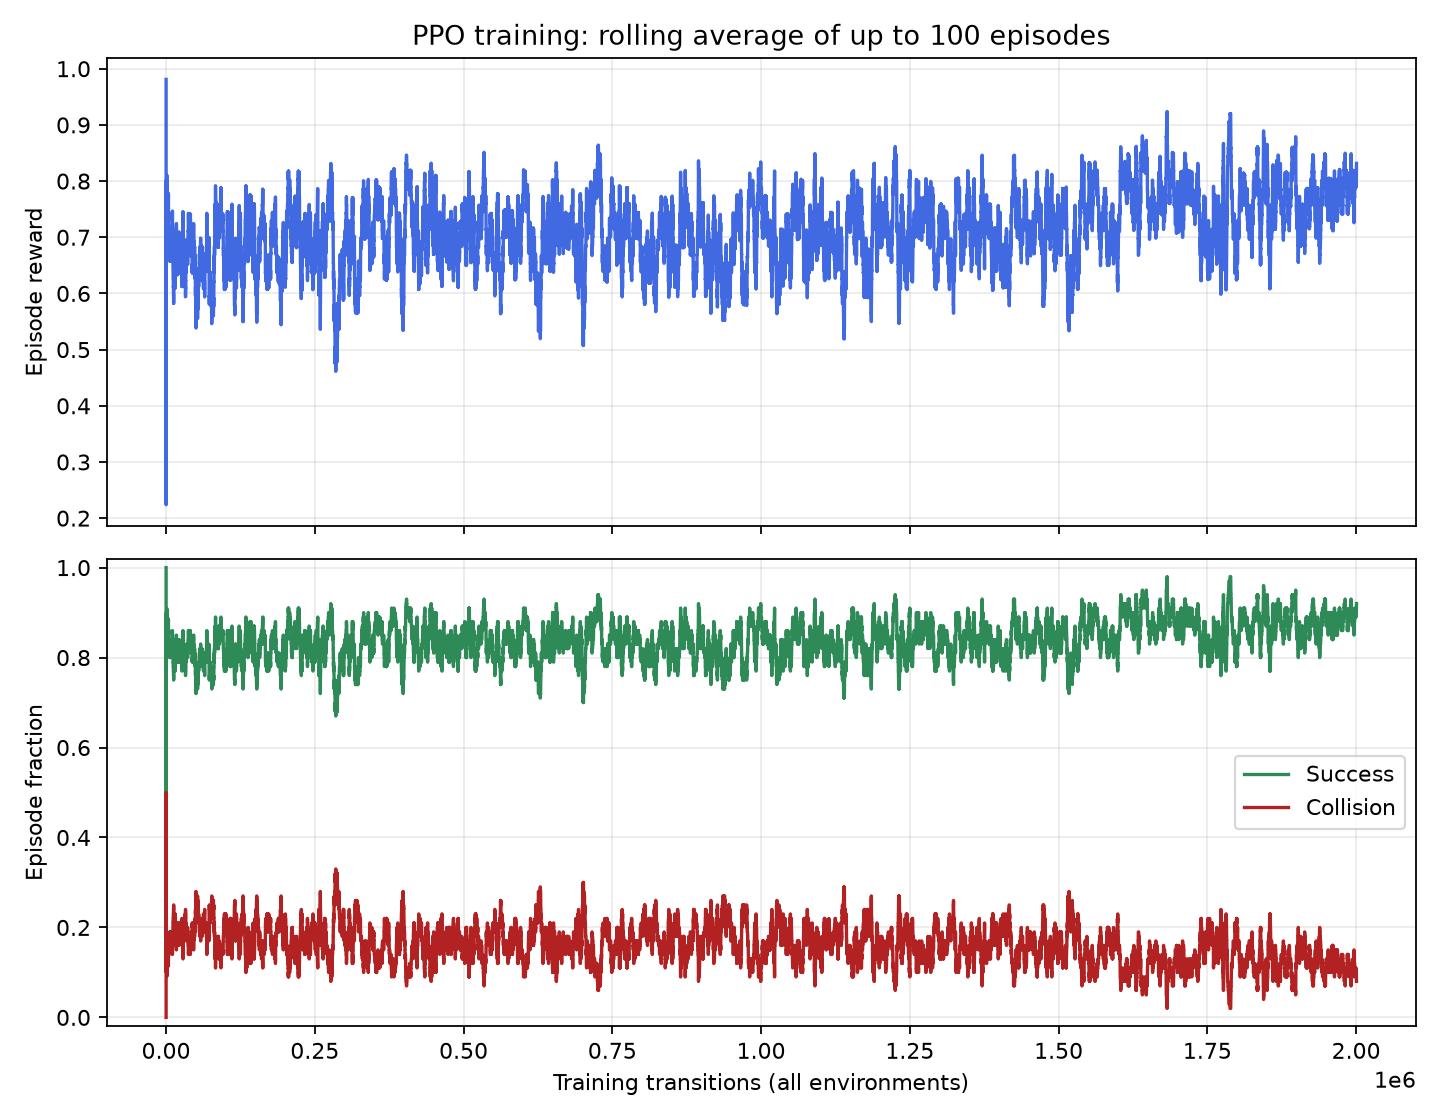 PPO training: rolling average of up to 100 episodes
1.0
0.9
0.8
0.7
0.6
0.5
0.4
0.3
0.2
Episode reward
1.0
0.8
0.6
0.4
0.2
0.0
Episode fraction
Success
Collision
0.00 0.25 0.50 0.75 1.00 1.25 1.50 1.75 2.00
1e6
Training transitions (all environments)